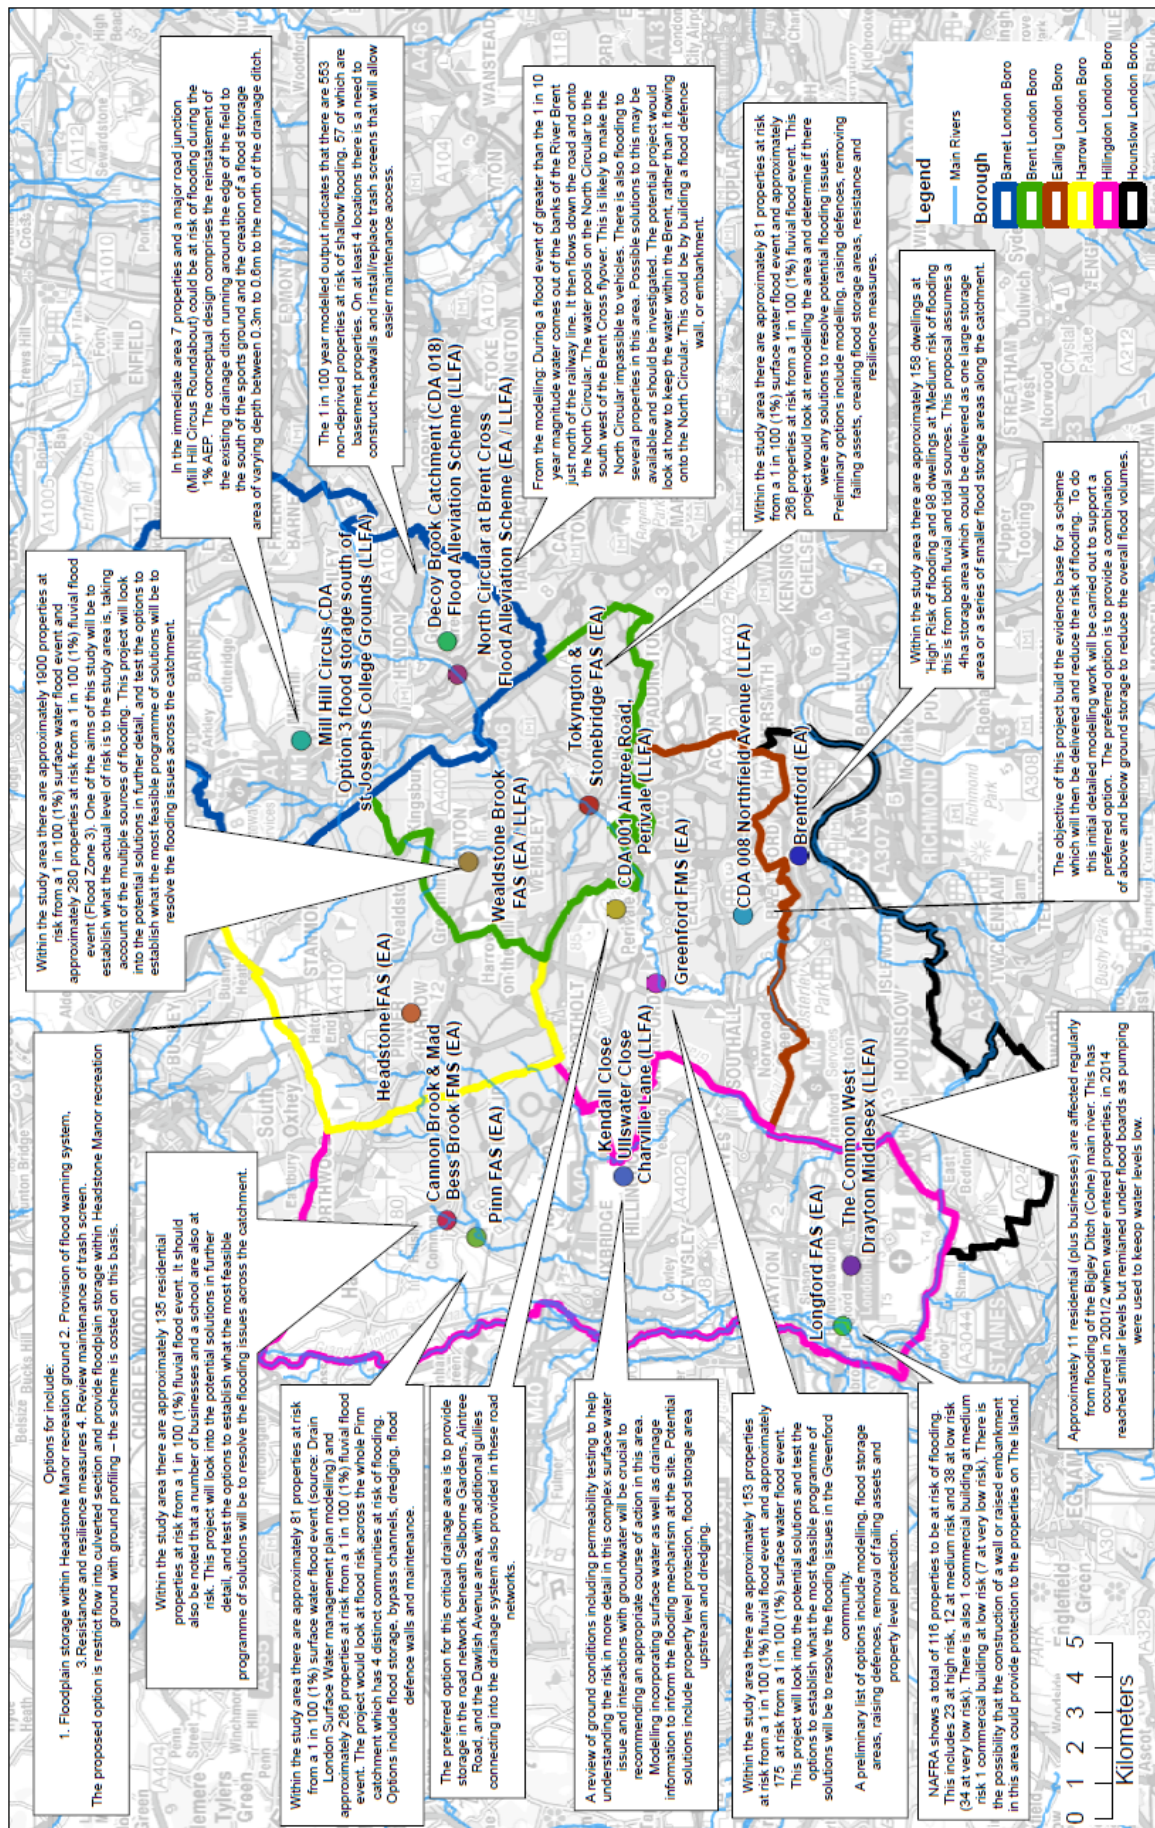 Options for include:
1. Floodplain storage within Headstone Manor recreation ground 2. Provision of flood warning system,
3.Resistance and resilience measures 4. Review maintenance of trash screen.
The proposed option is restrict flow into culverted section and provide floodplain storage within Headstone Manor recreation
ground with ground profiling – the scheme is costed on this basis.
Within the study area there are approximately 1900 properties at
risk from a 1 in 100 (1%) surface water flood event and
approximately 280 properties at risk from a 1 in 100 (1%) fluvial flood
event (Flood Zone 3). One of the aims of this study will be to
establish what the actual level of risk is to the study area is, taking
account of the multiple sources of flooding. This project will look
into the potential solutions in further detail, and test the options to
establish what the most feasible programme of solutions will be to
resolve the flooding issues across the catchment.
In the immediate area 7 properties and a major road junction
(Mill Hill Circus Roundabout) could be at risk of flooding during the
1% AEP. The conceptual design comprises the reinstatement of
the existing drainage ditch running around the edge of the field to
the south of the sports ground and the creation of a flood storage
area of varying depth between 0.3m to 0.6m to the north of the drainage ditch.
Within the study area there are approximately 135 residential
properties at risk from a 1 in 100 (1%) fluvial flood event. It should
also be noted that a number of businesses and a school are also at
risk. This project will look into the potential solutions in further
detail, and test the options to establish what the most feasible
programme of solutions will be to resolve the flooding issues across the catchment.
The 1 in 100 year modelled output indicates that there are 553
non-deprived properties at risk of shallow flooding, 57 of which are
basement properties. On at least 4 locations there is a need to
construct headwalls and install/replace trash screens that will allow
easier maintenance access.
Within the study area there are approximately 81 properties at risk
from a 1 in 100 (1%) surface water flood event (source: Drain
London Surface Water management plan modelling) and
approximately 266 properties at risk from a 1 in 100 (1%) fluvial flood
event. The project would look at flood risk across the whole Pinn
catchment which has 4 distinct communities at risk of flooding.
Options include flood storage, bypass channels, dredging, flood
defence walls and maintenance.
From the modelling: During a flood event of greater than the 1 in 10
year magnitude water comes out of the banks of the River Brent
just north of the railway line. It then flows down the road and onto
the North Circular. The water pools on the North Circular to the
south west of the Brent Cross flyover. This is likely to make the
North Circular impassible to vehicles. There is also flooding to
several properties in this area. Possible solutions to this may be
available and should be investigated. The potential project would
look at how to keep the water within the Brent, rather than it flowing
onto the North Circular. This could be by building a flood defence
wall, or embankment.
The preferred option for this critical drainage area is to provide
storage in the road network beneath Selborne Gardens, Aintree
Road, and the Dawlish Avenue area, with additional gullies
connecting into the drainage system also provided in these road
networks.
A review of ground conditions including permeability testing to help
understanding the risk in more detail in this complex surface water
issue and interactions with groundwater will be crucial to
recommending an appropriate course of action in this area.
Modelling incorporating surface water as well as drainage
information to inform the flooding mechanism at the site. Potential
solutions include property level protection, flood storage area
upstream and dredging.
Within the study area there are approximately 81 properties at risk
from a 1 in 100 (1%) surface water flood event and approximately
266 properties at risk from a 1 in 100 (1%) fluvial flood event. This
project would look at remodelling the area and determine if there
were any solutions to resolve potential flooding issues.
Preliminary options include modelling, raising defences, removing
failing assets, creating flood storage areas, resistance and
resilience measures.
Within the study area there are approximately 153 properties
at risk from a 1 in 100 (1%) fluvial flood event and approximately
175 at risk from a 1 in 100 (1%) surface water flood event.
This project will look into the potential solutions and test the
options to establish what the most feasible programme of
solutions will be to resolve the flooding issues in the Greenford
community.
A preliminary list of options include modelling, flood storage
areas, raising defences, removal of failing assets and
property level protection.
Within the study area there are approximately 158 dwellings at
'High' Risk of flooding and 98 dwellings at 'Medium' risk of flooding
this is from both fluvial and tidal sources. This proposal assumes a
4ha storage area which could be delivered as one large storage
area or a series of smaller flood storage areas along the catchment.
NAFRA shows a total of 116 properties to be at risk of flooding.
This includes 23 at high risk, 12 at medium risk and 38 at low risk
(34 at very low risk). There is also 1 commercial building at medium
risk 1 commercial building at low risk (7 at very low risk). There is
the possibility that the construction of a wall or raised embankment
in this area could provide protection to the properties on The Island.
Approximately 11 residential (plus businesses) are affected regularly
from flooding of the Bigley Ditch (Colne) main river. This has
occurred in 2001/2 when water entered properties, in 2014
reached similar levels but remianed under flood boards as pumping
were used to keeop water levels low.
The objective of this project build the evidence base for a scheme
which will then be delivered and reduce the risk of flooding. To do
this initial detailed modelling work will be carried out to support a
preferred option. The preferred option is to provide a combination
of above and below ground storage to reduce the overall flood volumes.
Mill Hill Circus CDA
Option 3 flood storage south of
st Josephs College Grounds (LLFA)
Decoy Brook Catchment (CDA 018)
Flood Alleviation Scheme (LLFA)
North Circular at Brent Cross
Flood Alleviation Scheme (EA / LLFA)
Headstone FAS (EA)
Cannon Brook & Mad
Bess Brook FMS (EA)
Pinn FAS (EA)
Wealdstone Brook
FAS (EA / LLFA)
Tokyngton &
Stonebridge FAS (EA)
CDA 001 Aintree Road,
Perivale (LLFA)
Kendall Close
Ullswater Close
Charville Lane (LLFA)
Greenford FMS (EA)
CDA 008 Northfield Avenue (LLFA)
Brentford (EA)
The Common West
Drayton Middlesex (LLFA)
Longford FAS (EA)
Legend
Main Rivers
Borough
Barnet London Boro
Brent London Boro
Ealing London Boro
Harrow London Boro
Hillingdon London Boro
Hounslow London Boro
0 1 2 3 4 5
Kilometers